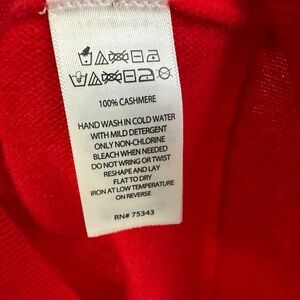 100% CASHMERE
HAND WASH IN COLD WATER
WITH MILD DETERGENT
ONLY NON-CHLORINE
BLEACH WHEN NEEDED
DO NOT WRING OR TWIST
RESHAPE AND LAY
FLAT TO DRY
IRON AT LOW TEMPERATURE
ON REVERSE
RN# 75343